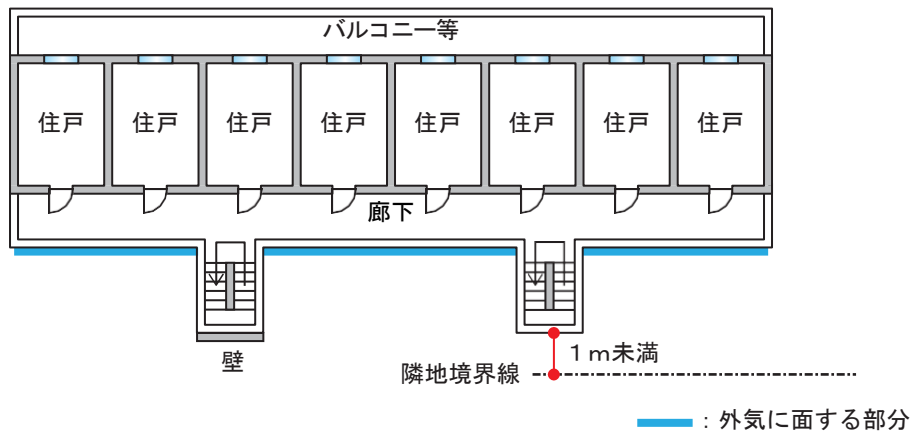 バルコニー等
住戸 住戸 住戸 住戸 住戸 住戸 住戸 住戸
廊下
壁
1m未満
隣地境界線
：外気に面する部分